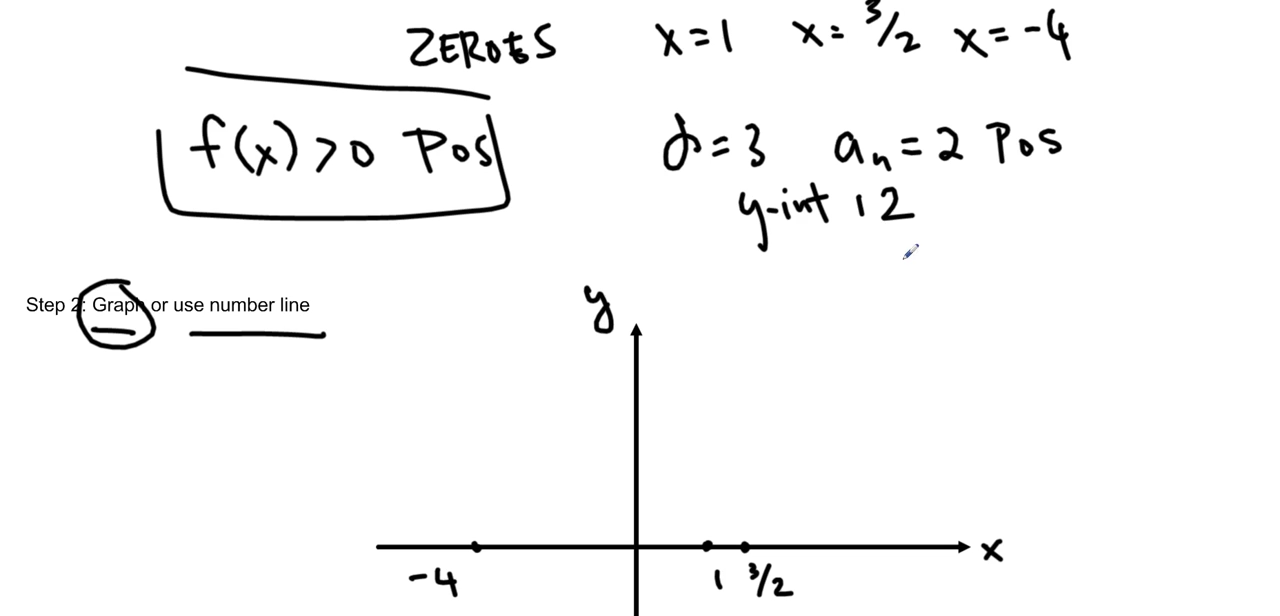 ZEROES x=1 x=3/2 x=-4
f(x)>0 Pos d=3 an=2 Pos
y-int 12
Step 2: Graph or use number line
y
x
-4 1 3/2